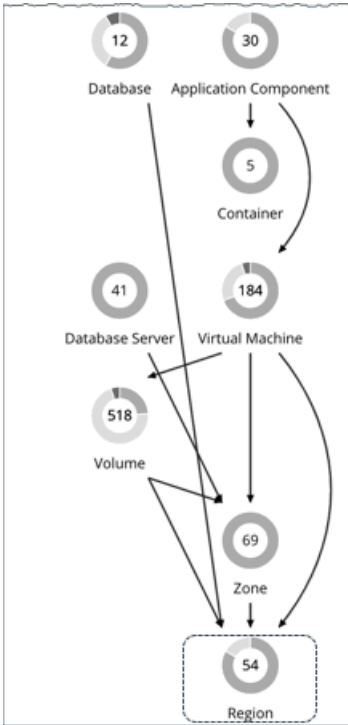 12 30
Database Application Component
5
Container
41 184
Database Server Virtual Machine
518
Volume
69
Zone
54
Region